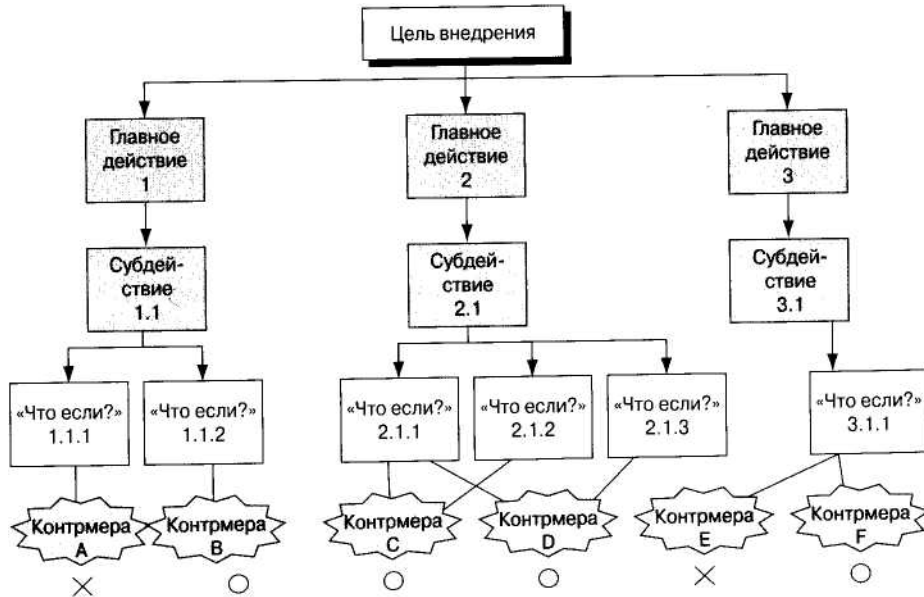 Цель внедрения
Главное
действие
1
Главное
действие
2
Главное
действие
3
Субдей-
ствие
1.1
Субдей-
ствие
2.1
Субдей-
ствие
3.1
«Что если?»
1.1.1
«Что если?»
1.1.2
«Что если?»
2.1.1
«Что если?»
2.1.2
«Что если?»
2.1.3
«Что если?»
3.1.1
Контрмера
A
Контрмера
B
Контрмера
C
Контрмера
D
Контрмера
E
Контрмера
F